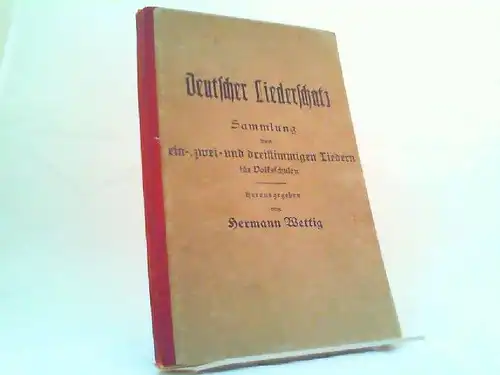 Deutscher Liederschatz
Sammlung
von
ein-, zwei- und dreistimmigen Liedern
für Volksschulen
Herausgegeben
von
Hermann Wettig